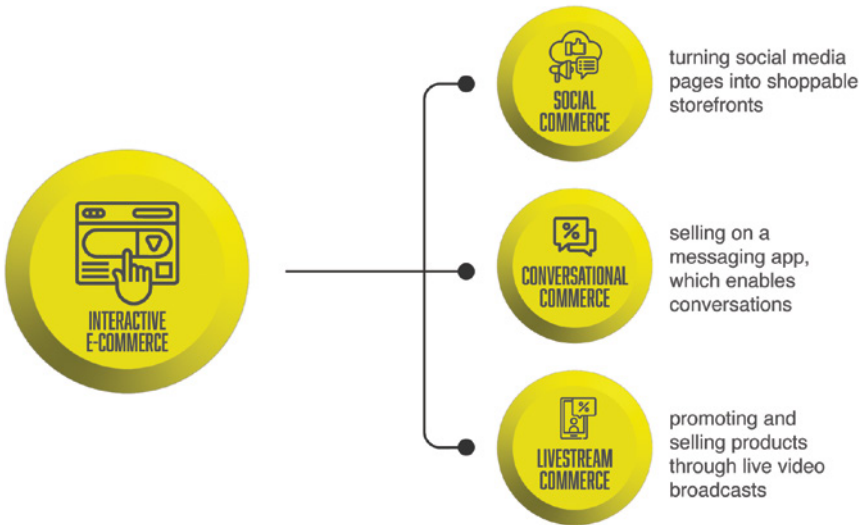 INTERACTIVE
E-COMMERCE
SOCIAL
COMMERCE
turning social media
pages into shoppable
storefronts
%
CONVERSATIONAL
COMMERCE
selling on a
messaging app,
which enables
conversations
%
LIVESTREAM
COMMERCE
promoting and
selling products
through live video
broadcasts